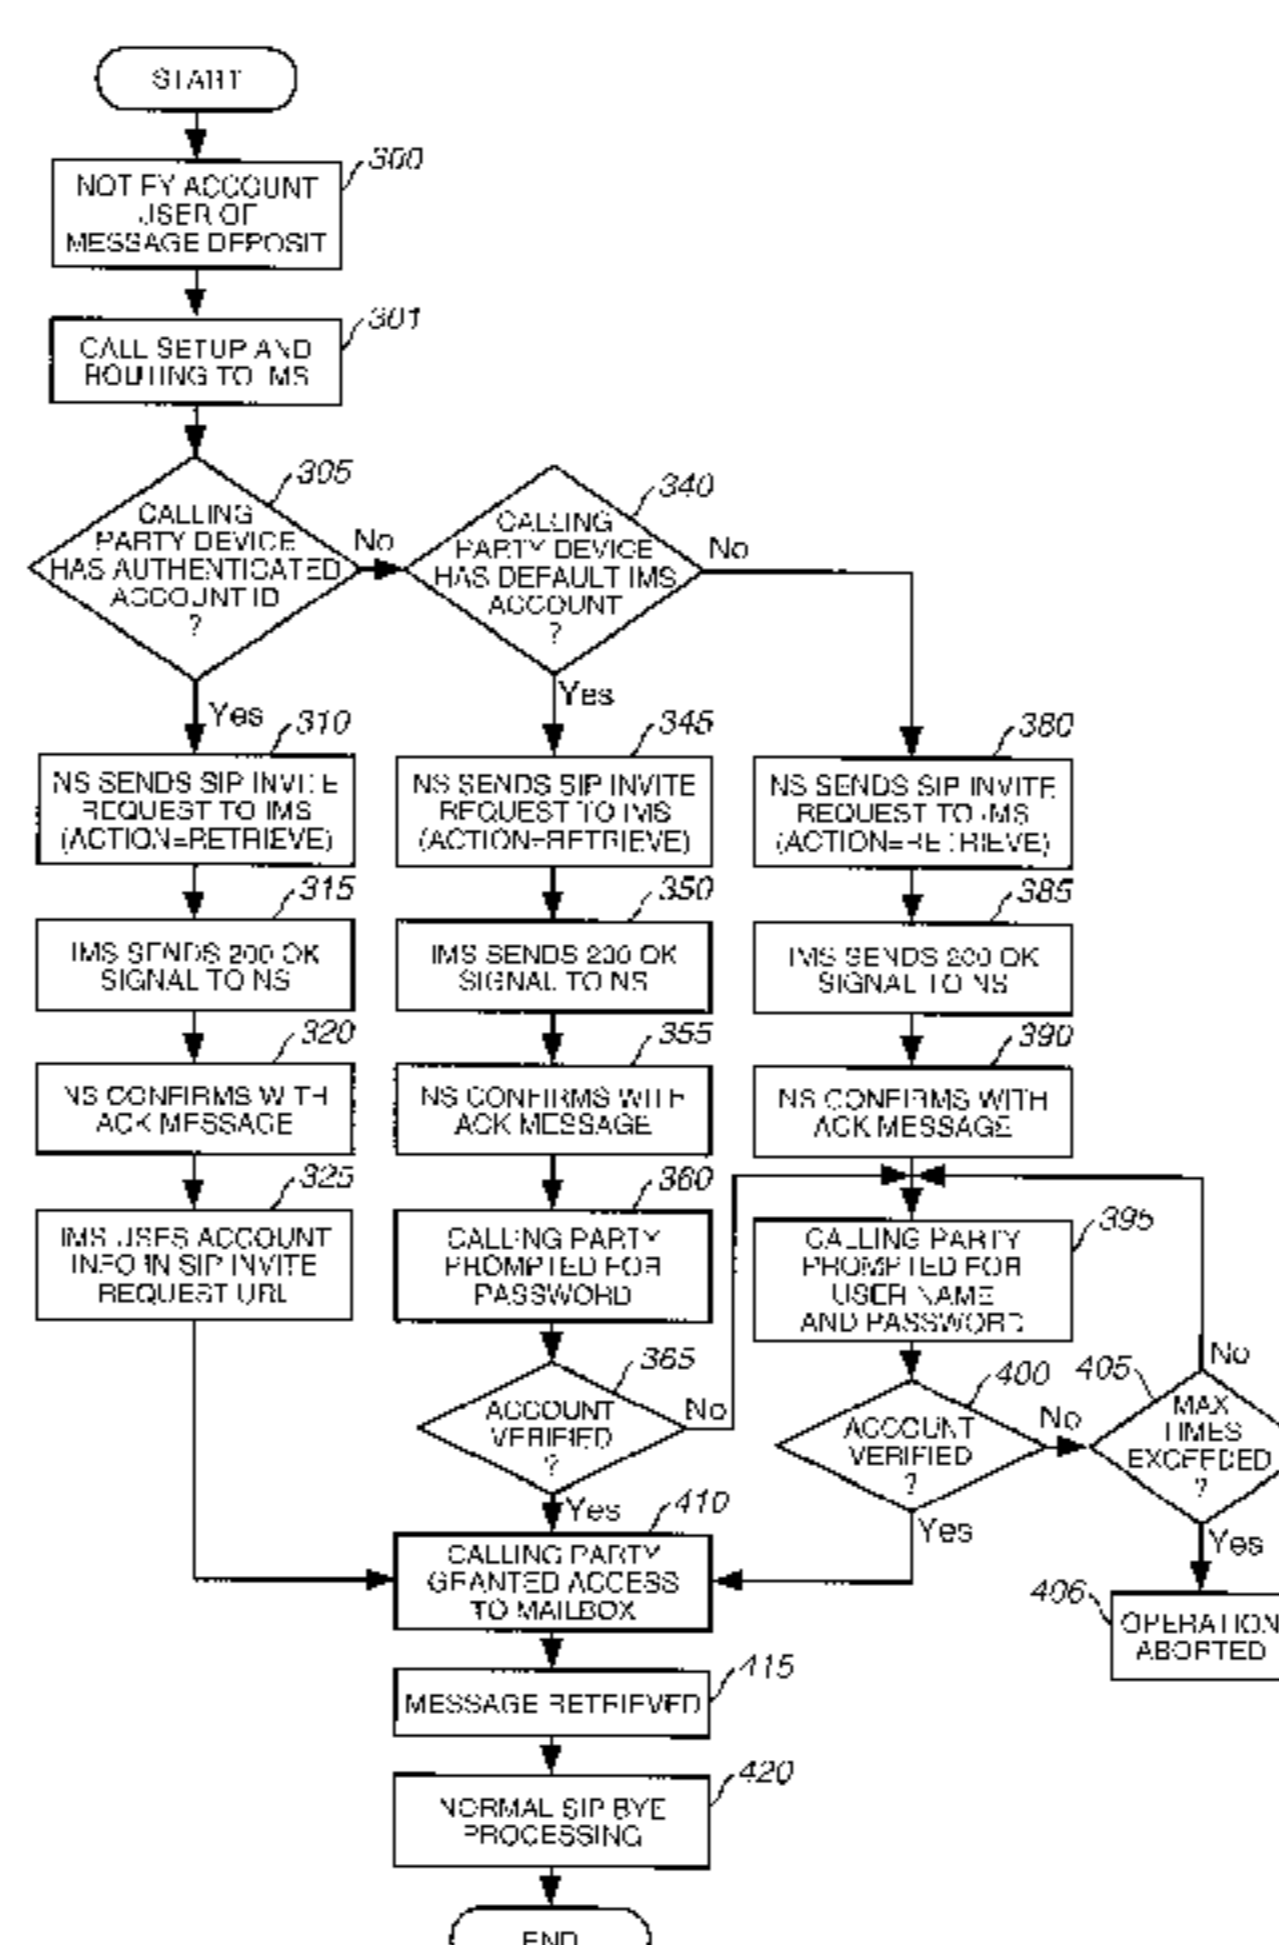 START
300
NOTIFY ACCOUNT
USER OF
MESSAGE DEPOSIT
301
CALL SETUP AND
ROUTING TO IMS
305
CALLING
PARTY DEVICE
HAS AUTHENTICATED
ACCOUNT ID
?
No
340
CALLING
PARTY DEVICE
HAS DEFAULT IMS
ACCOUNT
?
No
Yes
Yes
310
NS SENDS SIP INVITE
REQUEST TO IMS
(ACTION=RETRIEVE)
345
NS SENDS SIP INVITE
REQUEST TO IMS
(ACTION=RETRIEVE)
380
NS SENDS SIP INVITE
REQUEST TO IMS
(ACTION=RETRIEVE)
315
IMS SENDS 200 OK
SIGNAL TO NS
350
IMS SENDS 200 OK
SIGNAL TO NS
385
IMS SENDS 200 OK
SIGNAL TO NS
320
NS CONFIRMS WITH
ACK MESSAGE
355
NS CONFIRMS WITH
ACK MESSAGE
390
NS CONFIRMS WITH
ACK MESSAGE
325
IMS USES ACCOUNT
INFO IN SIP INVITE
REQUEST URL
360
CALLING PARTY
PROMPTED FOR
PASSWORD
395
CALLING PARTY
PROMPTED FOR
USER NAME
AND PASSWORD
365
ACCOUNT
VERIFIED
?
No
Yes
400
ACCOUNT
VERIFIED
?
No
Yes
405
MAX
TIMES
EXCEEDED
?
No
Yes
406
OPERATION
ABORTED
410
CALLING PARTY
GRANTED ACCESS
TO MAILBOX
415
MESSAGE RETRIEVED
420
NORMAL SIP BYE
PROCESSING
END